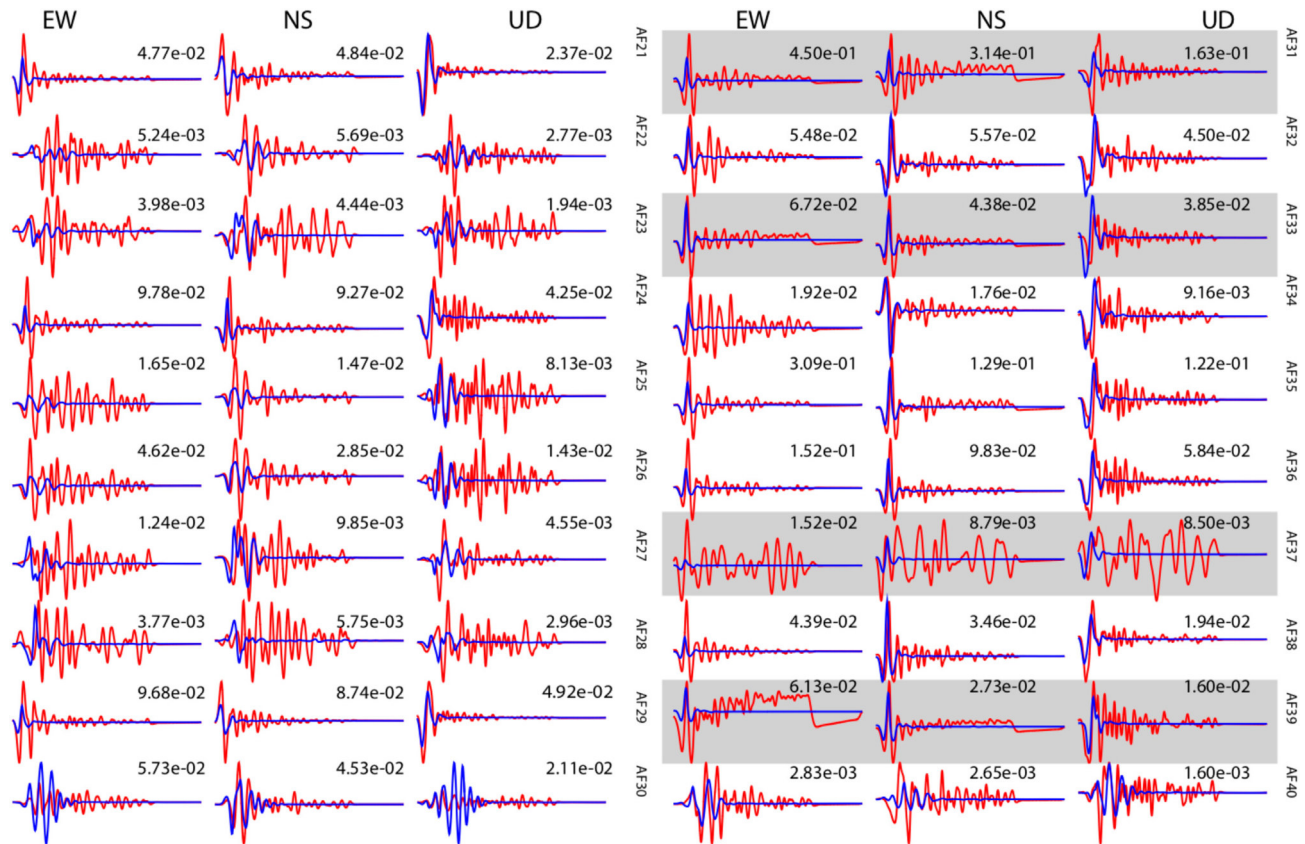 EW NS UD
4.77e-02 4.84e-02 2.37e-02 AF21
5.24e-03 5.69e-03 2.77e-03 AF22
3.98e-03 4.44e-03 1.94e-03 AF23
9.78e-02 9.27e-02 4.25e-02 AF24
1.65e-02 1.47e-02 8.13e-03 AF25
4.62e-02 2.85e-02 1.43e-02 AF26
1.24e-02 9.85e-03 4.55e-03 AF27
3.77e-03 5.75e-03 2.96e-03 AF28
9.68e-02 8.74e-02 4.92e-02 AF29
5.73e-02 4.53e-02 2.11e-02 AF30
EW NS UD
4.50e-01 3.14e-01 1.63e-01 AF31
5.48e-02 5.57e-02 4.50e-02 AF32
6.72e-02 4.38e-02 3.85e-02 AF33
1.92e-02 1.76e-02 9.16e-03 AF34
3.09e-01 1.29e-01 1.22e-01 AF35
1.52e-01 9.83e-02 5.84e-02 AF36
1.52e-02 8.79e-03 8.50e-03 AF37
4.39e-02 3.46e-02 1.94e-02 AF38
6.13e-02 2.73e-02 1.60e-02 AF39
2.83e-03 2.65e-03 1.60e-03 AF40